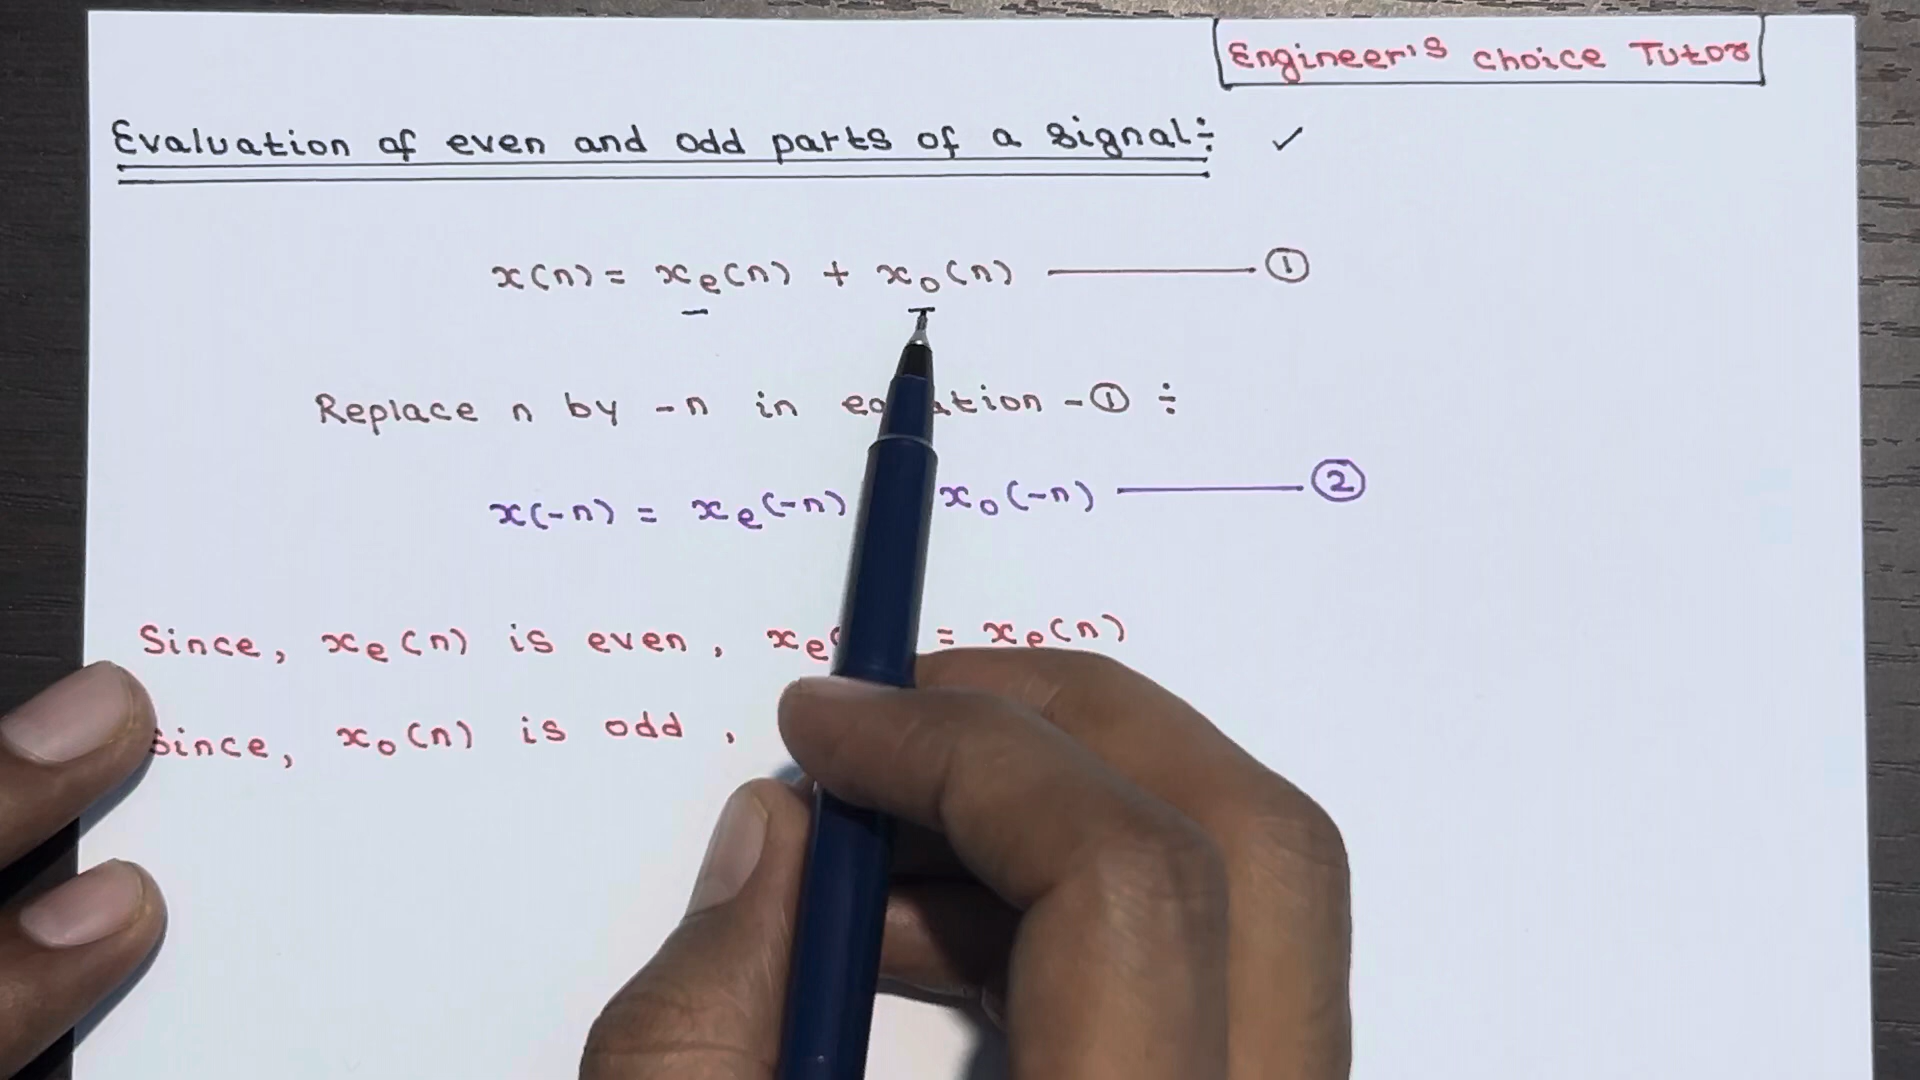 Engineer's choice Tutor
Evaluation of even and odd parts of a signal:
x(n) = xₑ(n) + xₒ(n) ——— ①
Replace n by -n in - ① :
x(-n) = xₑ(-n) xₒ(-n) ——— ②
Since, xₑ(n) is even, = xₑ(n)
Since, xₒ(n) is odd,